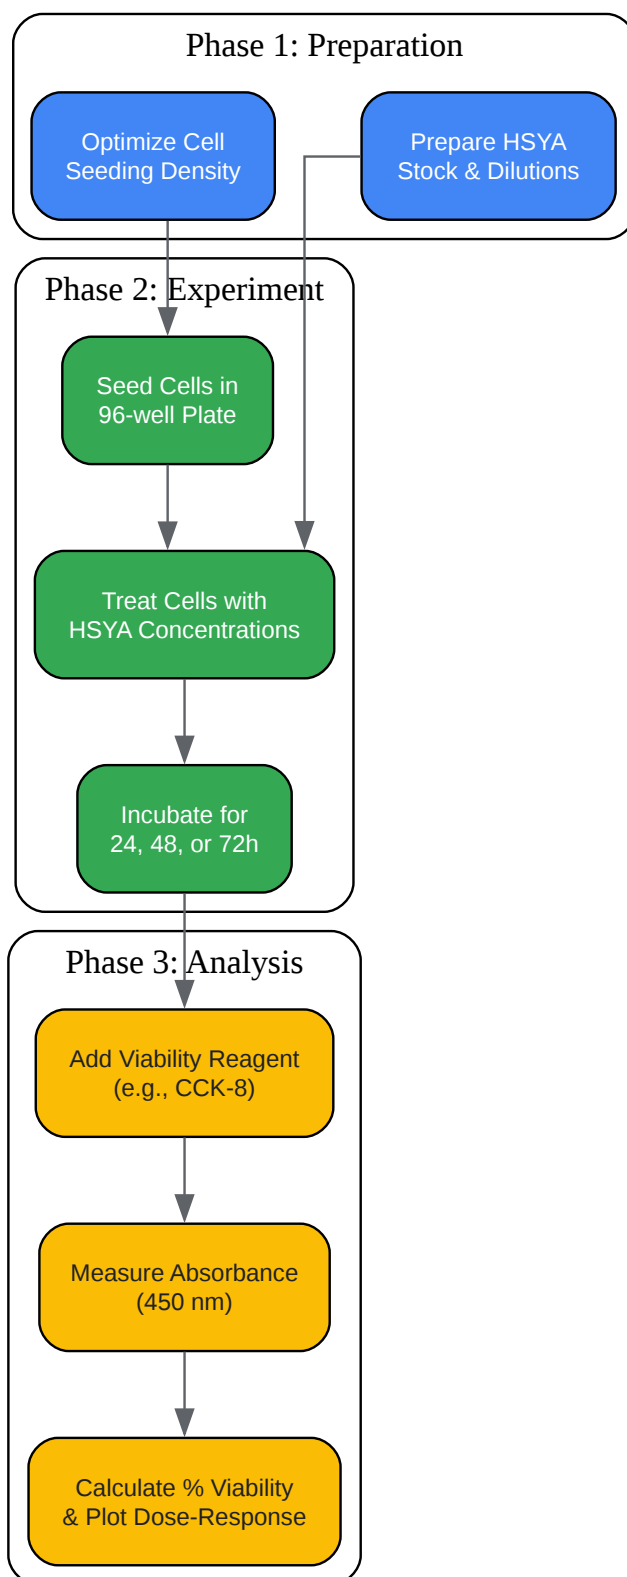 Phase 1: Preparation
Optimize Cell
Seeding Density
Prepare HSYA
Stock & Dilutions
Phase 2: Experiment
Seed Cells in
96-well Plate
Treat Cells with
HSYA Concentrations
Incubate for
24, 48, or 72h
Phase 3: Analysis
Add Viability Reagent
(e.g., CCK-8)
Measure Absorbance
(450 nm)
Calculate % Viability
& Plot Dose-Response